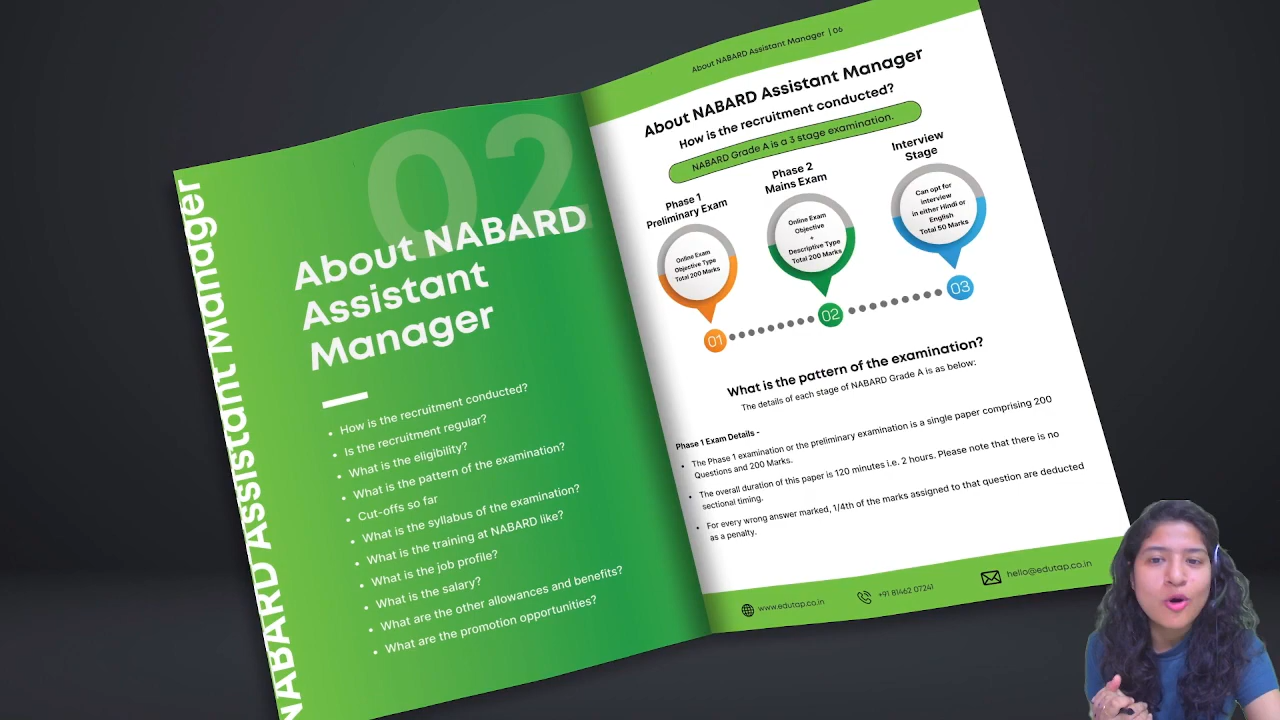 NABARD Assistant Manager
02
About NABARD
Assistant
Manager
• How is the recruitment conducted?
• Is the recruitment regular?
• What is the eligibility?
• What is the pattern of the examination?
• Cut-offs so far
• What is the syllabus of the examination?
• What is the training at NABARD like?
• What is the job profile?
• What is the salary?
• What are the other allowances and benefits?
• What are the promotion opportunities?
About NABARD Assistant Manager | 06
About NABARD Assistant Manager
How is the recruitment conducted?
NABARD Grade A is a 3 stage examination.
Phase 1
Preliminary Exam
Online Exam
Objective Type
Total 200 Marks
01
Phase 2
Mains Exam
Online Exam
Objective
+
Descriptive Type
Total 200 Marks
02
Interview
Stage
Can opt for
interview
in either Hindi or
English
Total 50 Marks
03
What is the pattern of the examination?
The details of each stage of NABARD Grade A is as below:
Phase 1 Exam Details -
• The Phase 1 examination or the preliminary examination is a single paper comprising 200
Questions and 200 Marks.
• The overall duration of this paper is 120 minutes i.e. 2 hours. Please note that there is no
sectional timing.
• For every wrong answer marked, 1/4th of the marks assigned to that question are deducted
as a penalty.
www.edutap.co.in
+91 81462 07241
hello@edutap.co.in